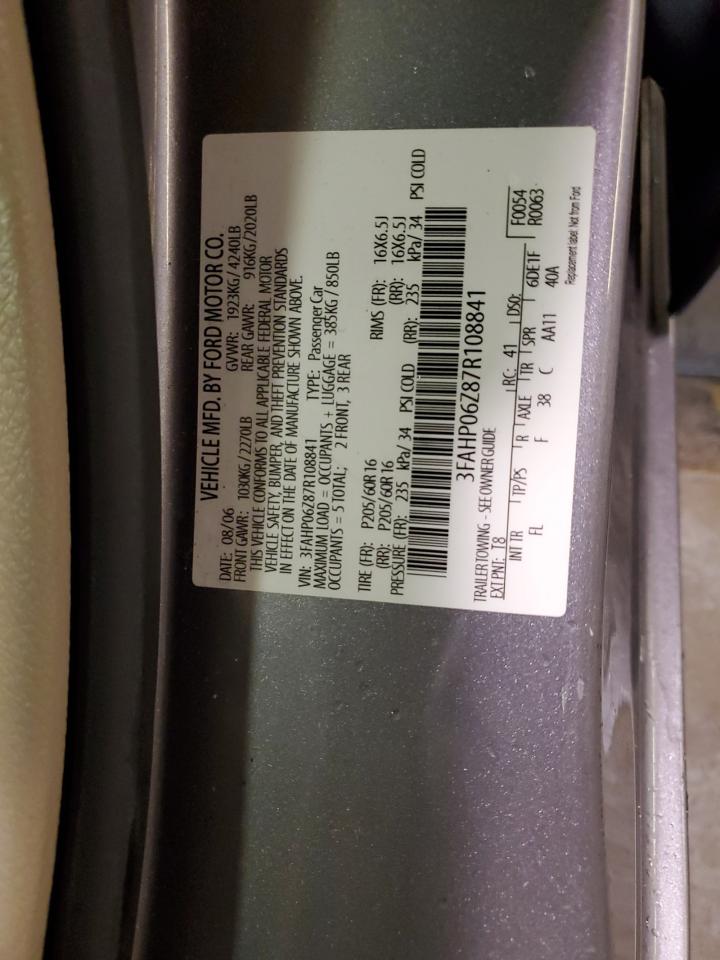 VEHICLE MFD. BY FORD MOTOR CO.
DATE: 08/06 GVWR: 1923KG/4240LB
FRONT GAWR: 1030KG/2270LB REAR GAWR: 916KG/2020LB
THIS VEHICLE CONFORMS TO ALL APPLICABLE FEDERAL MOTOR
VEHICLE SAFETY, BUMPER, AND THEFT PREVENTION STANDARDS
IN EFFECT ON THE DATE OF MANUFACTURE SHOWN ABOVE.
VIN: 3FAHP06Z87R108841 TYPE: Passenger Car
MAXIMUM LOAD = OCCUPANTS + LUGGAGE = 385KG/850LB
OCCUPANTS = 5 TOTAL; 2 FRONT, 3 REAR
TIRE (FR): P205/60R16 RIMS (FR): 16X6.5J
(RR): P205/60R16 (RR): 16X6.5J
PRESSURE (FR): 235 kPa/ 34 PSI COLD (RR): 235 kPa/ 34 PSI COLD
3FAHP06Z87R108841
TRAILER TOWING - SEE OWNER GUIDE
EXT PNT: T8 RC: 41 DSO: F0054
INT TR TP/PS R AXLE TR SPR 6DE1F R0063
FL F 38 C AA11 40A
Replacement label Not from Ford